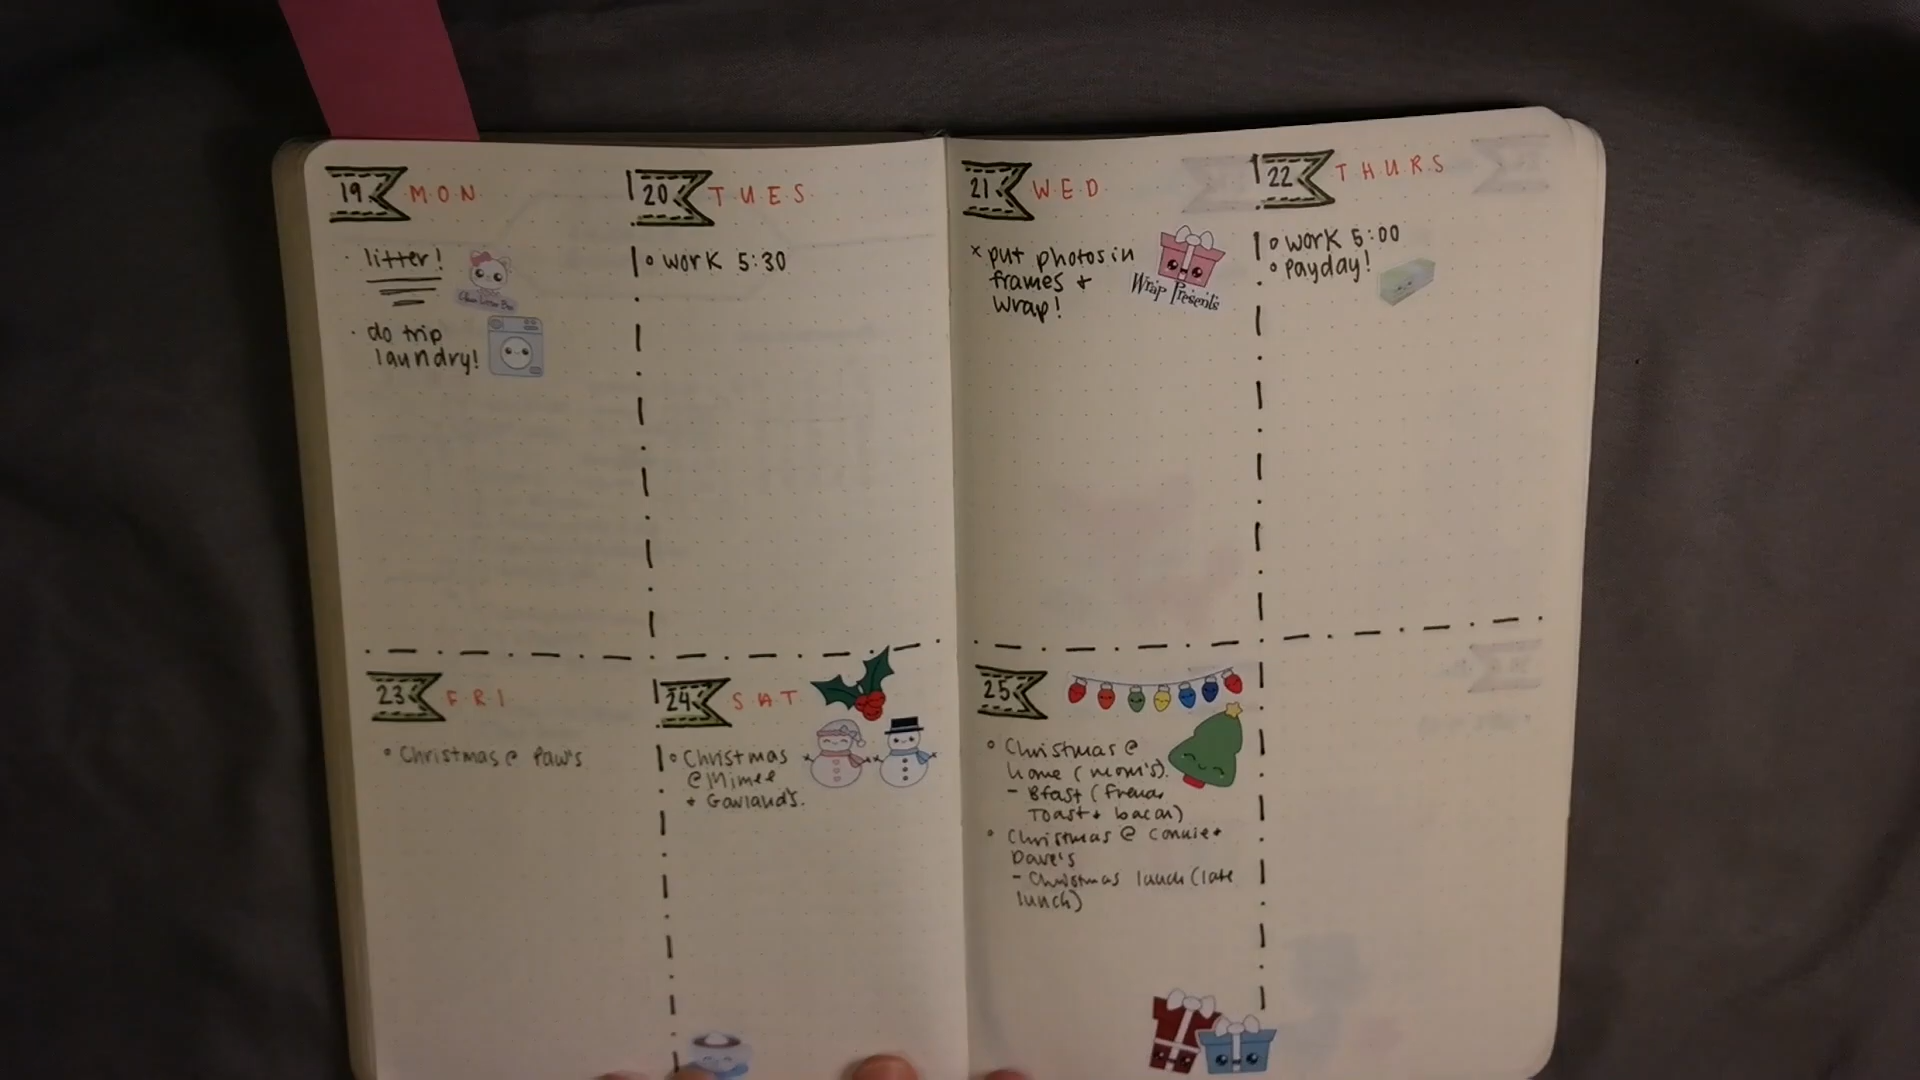 19 MON
litter!
Clean Litter Box
do trip
laundry!
20 TUES
work 5:30
21 WED
x put photos in
frames +
wrap!
Wrap Presents
22 THURS
work 5:00
payday!
23 FRI
Christmas @ Paw's
24 SAT
Christmas
@ Mimee
+ Garland's.
25
Christmas @
home (mom's).
- Bfast (French
Toast + bacon)
Christmas @ Connie +
Dave's
- Christmas lunch (late
lunch)